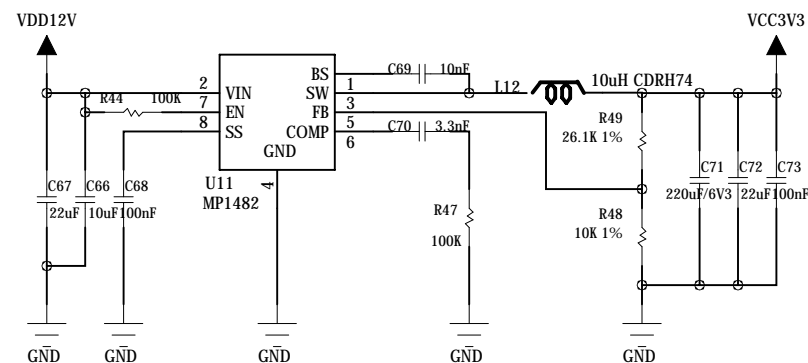 VDD12V
VCC3V3
C69 10nF
BS
2 VIN SW 1 L12 10uH CDRH74
R44 100K 7 EN FB 3
8 SS COMP 5
C70 3.3nF
6
GND
R49
26.1K 1%
U11
MP1482
4
C67
22uF
C66
10uF
C68
100nF
R47
100K
R48
10K 1%
C71
220uF/6V3
C72
22uF
C73
100nF
GND
GND
GND
GND
GND